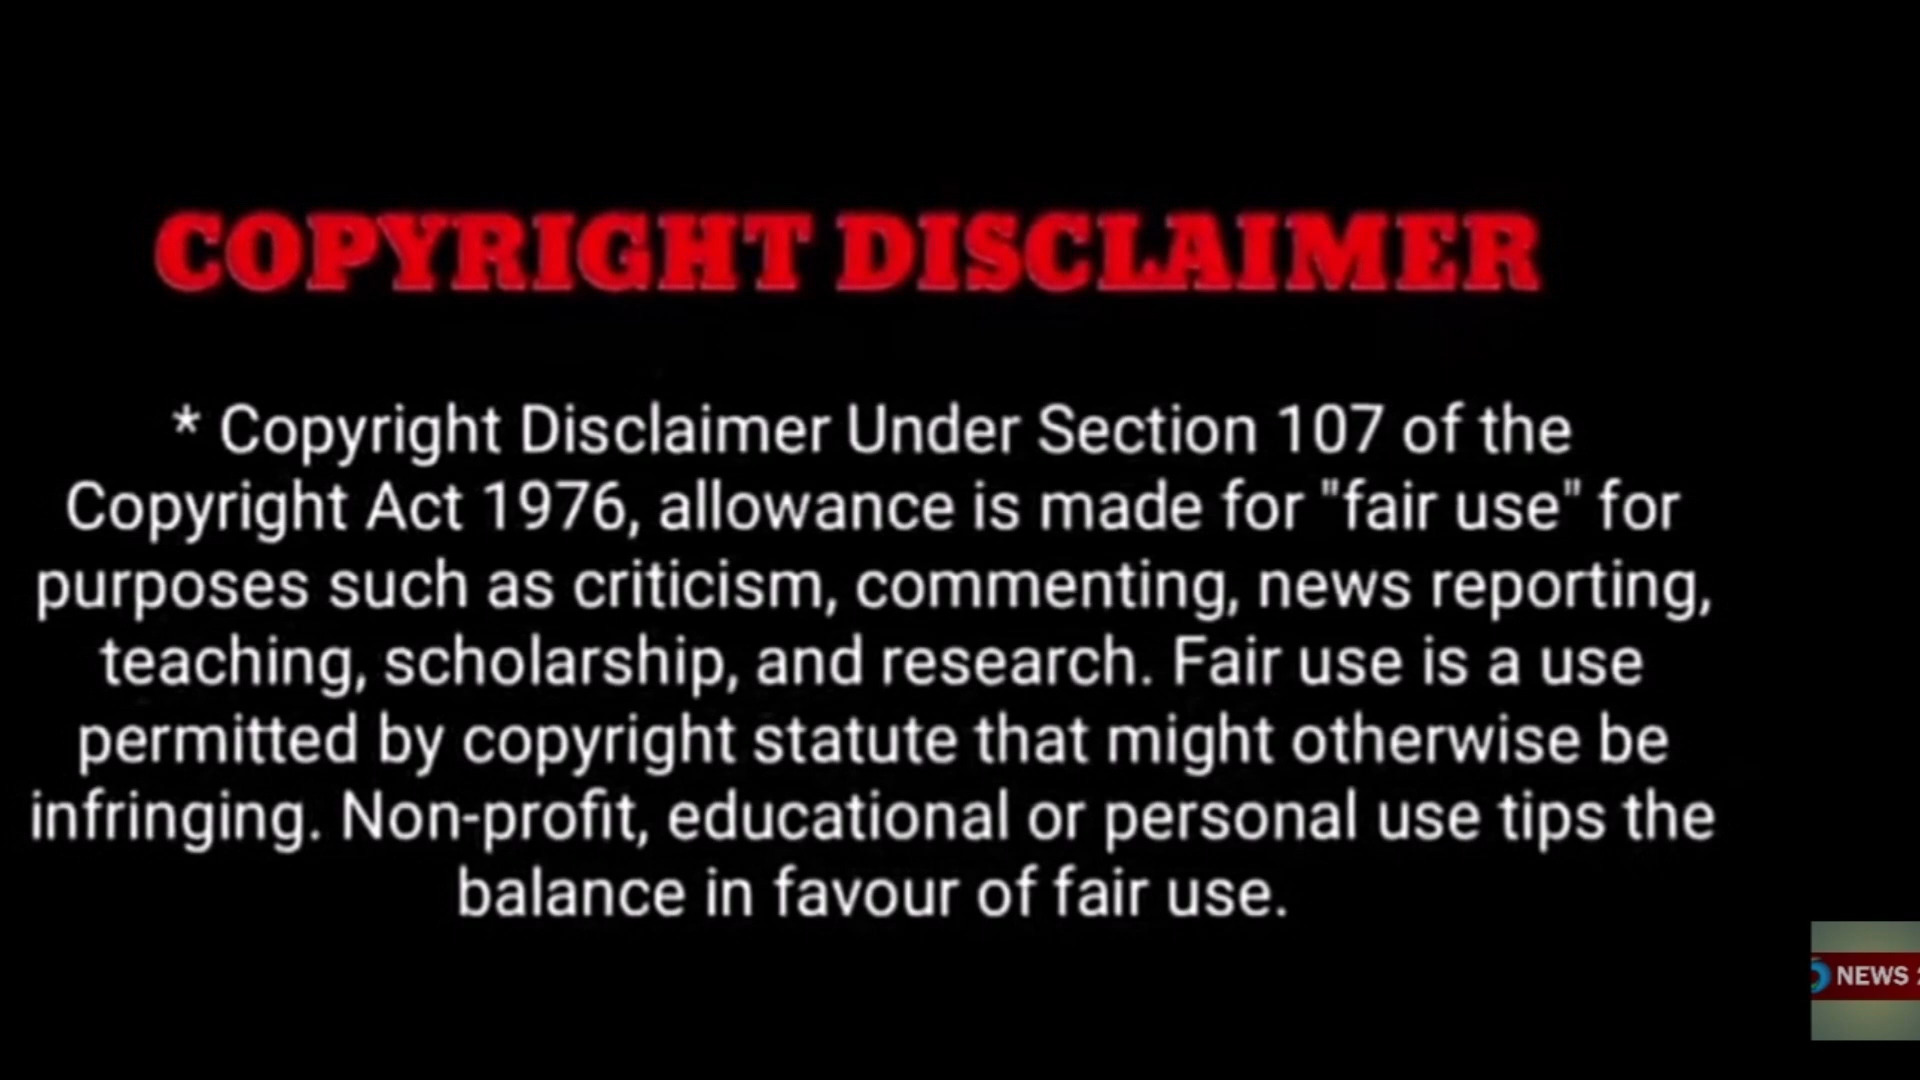 COPYRIGHT DISCLAIMER
* Copyright Disclaimer Under Section 107 of the
Copyright Act 1976, allowance is made for "fair use" for
purposes such as criticism, commenting, news reporting,
teaching, scholarship, and research. Fair use is a use
permitted by copyright statute that might otherwise be
infringing. Non-profit, educational or personal use tips the
balance in favour of fair use.
NEWS